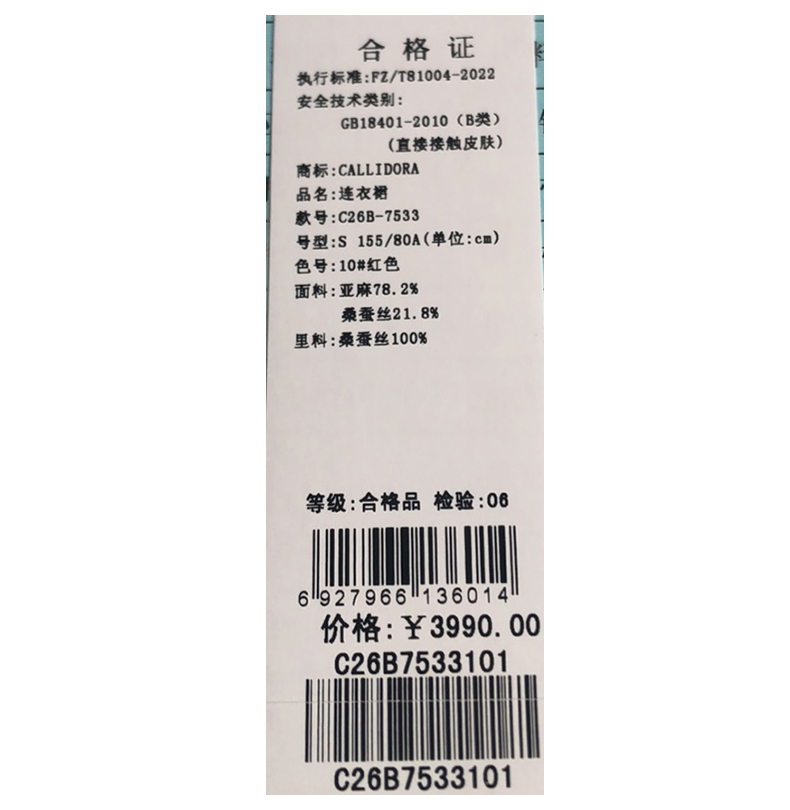 合格证
执行标准:FZ/T81004-2022
安全技术类别:
GB18401-2010（B类）
(直接接触皮肤)
商标:CALLIDORA
品名:连衣裙
款号:C26B-7533
号型:S 155/80A(单位:cm)
色号:10#红色
面料:亚麻78.2%
桑蚕丝21.8%
里料:桑蚕丝100%
等级:合格品 检验:06
6 927966 136014
价格:￥3990.00
C26B7533101
C26B7533101